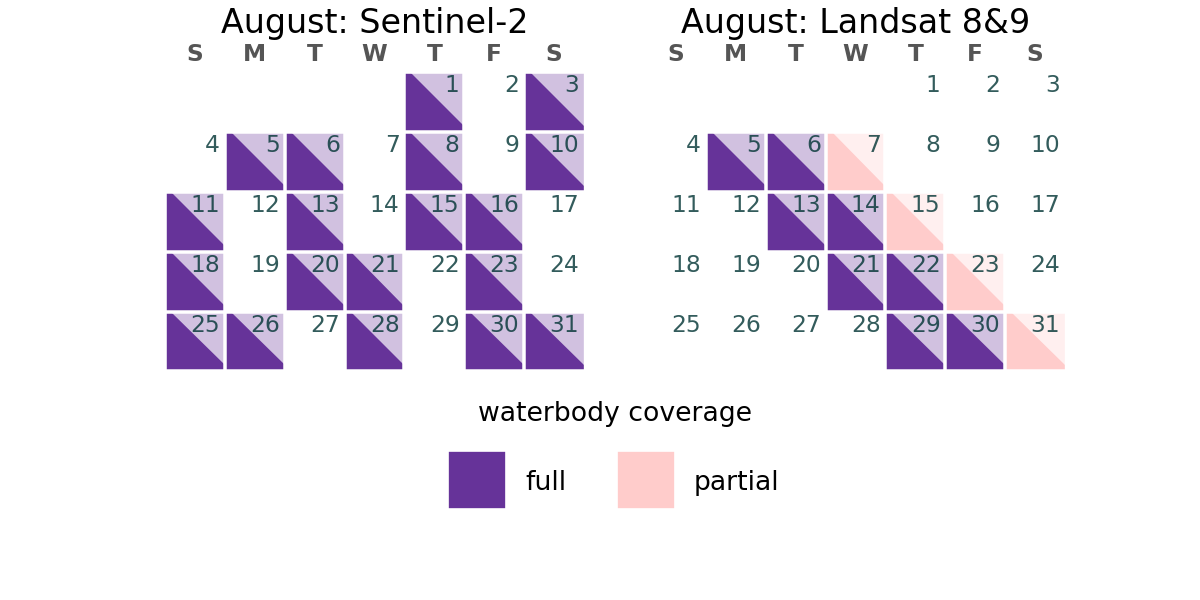 August: Sentinel-2
S M T W T F S
1 2 3
4 5 6 7 8 9 10
11 12 13 14 15 16 17
18 19 20 21 22 23 24
25 26 27 28 29 30 31
August: Landsat 8&9
S M T W T F S
1 2 3
4 5 6 7 8 9 10
11 12 13 14 15 16 17
18 19 20 21 22 23 24
25 26 27 28 29 30 31
waterbody coverage
full
partial